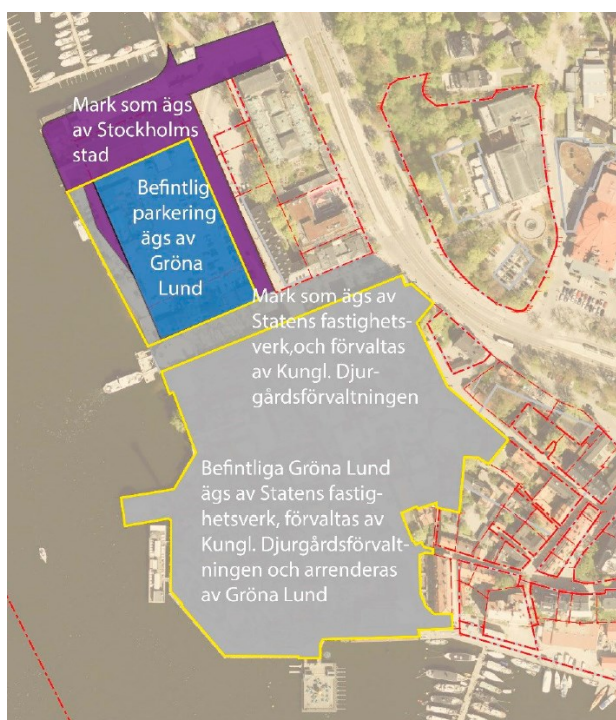 Mark som ägs
av Stockholms
stad
Befintlig
parkering
ägs av
Gröna
Lund
Mark som ägs av
Statens fastighets-
verk,och förvaltas
av Kungl. Djur-
gårdsförvaltningen
Befintliga Gröna Lund
ägs av Statens fastig-
hetsverk, förvaltas av
Kungl. Djurgårdsförvalt-
ningen och arrenderas
av Gröna Lund